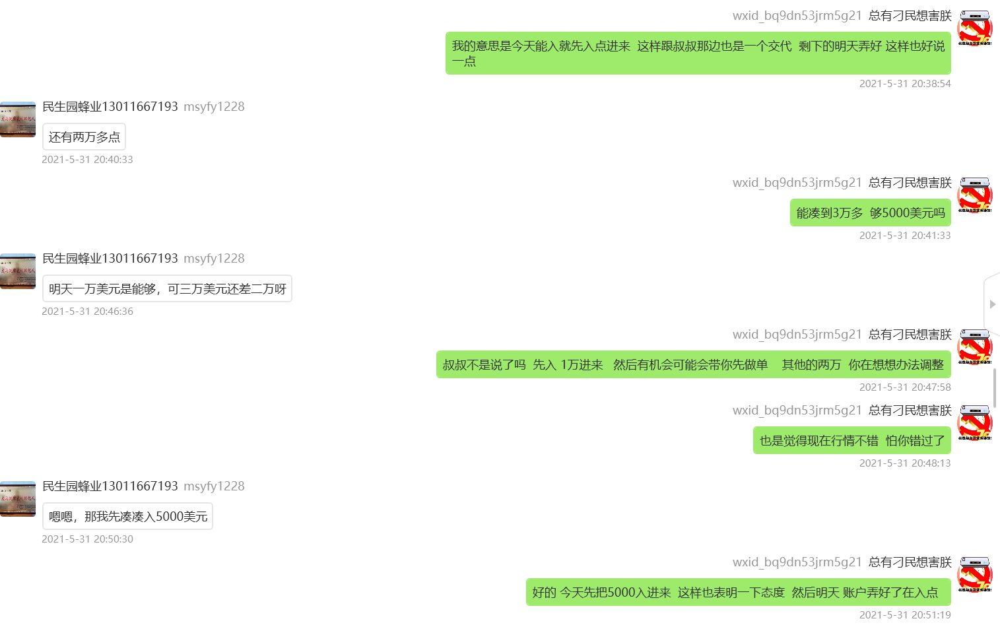 wxid_bq9dn53jrm5g21 总有刁民想害朕
我的意思是今天能入就先入点进来 这样跟叔叔那边也是一个交代 剩下的明天弄好 这样也好说
一点
2021-5-31 20:38:54
民生园蜂业13011667193 msyfy1228
还有两万多点
2021-5-31 20:40:33
wxid_bq9dn53jrm5g21 总有刁民想害朕
能凑到3万多 够5000美元吗
2021-5-31 20:41:33
民生园蜂业13011667193 msyfy1228
明天一万美元是能够，可三万美元还差二万呀
2021-5-31 20:46:36
wxid_bq9dn53jrm5g21 总有刁民想害朕
叔叔不是说了吗 先入 1万进来 然后有机会可能会带你先做单 其他的两万 你在想想办法调整
2021-5-31 20:47:58
wxid_bq9dn53jrm5g21 总有刁民想害朕
也是觉得现在行情不错 怕你错过了
2021-5-31 20:48:13
民生园蜂业13011667193 msyfy1228
嗯嗯，那我先凑凑入5000美元
2021-5-31 20:50:30
wxid_bq9dn53jrm5g21 总有刁民想害朕
好的 今天先把5000入进来 这样也表明一下态度 然后明天 账户弄好了在入点
2021-5-31 20:51:19